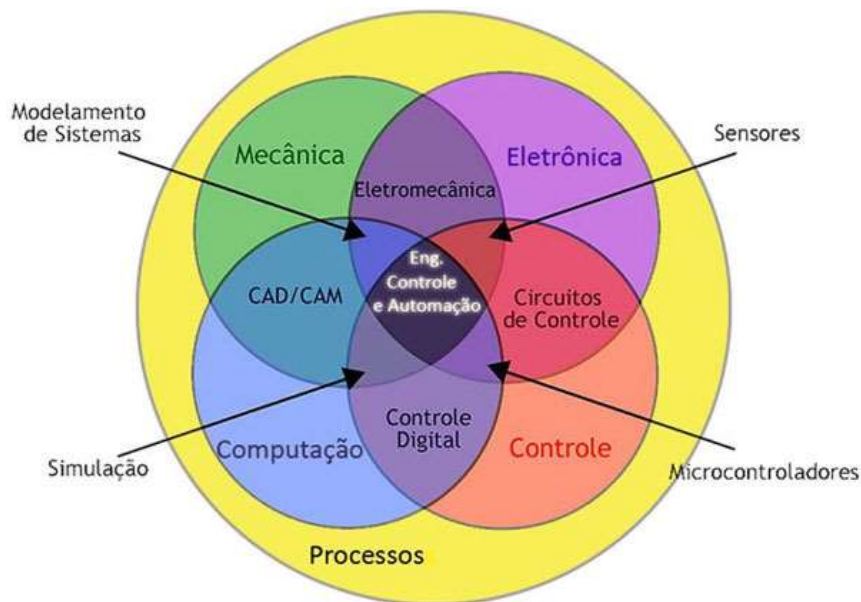 Modelamento
de Sistemas
Sensores
Mecânica
Eletrônica
Eletromecânica
Eng.
Controle
e Automação
CAD/CAM
Circuitos
de Controle
Controle
Digital
Computação
Controle
Simulação
Microcontroladores
Processos